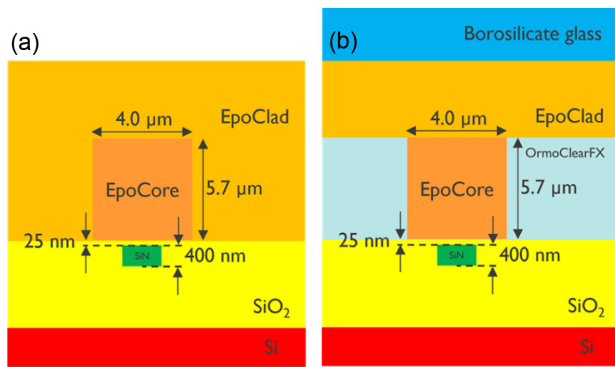 (a)
4.0 µm
EpoClad
EpoCore
5.7 µm
25 nm
SiN
400 nm
SiO2
Si
(b)
Borosilicate glass
4.0 µm
EpoClad
OrmoClearFX
EpoCore
5.7 µm
25 nm
SiN
400 nm
SiO2
Si